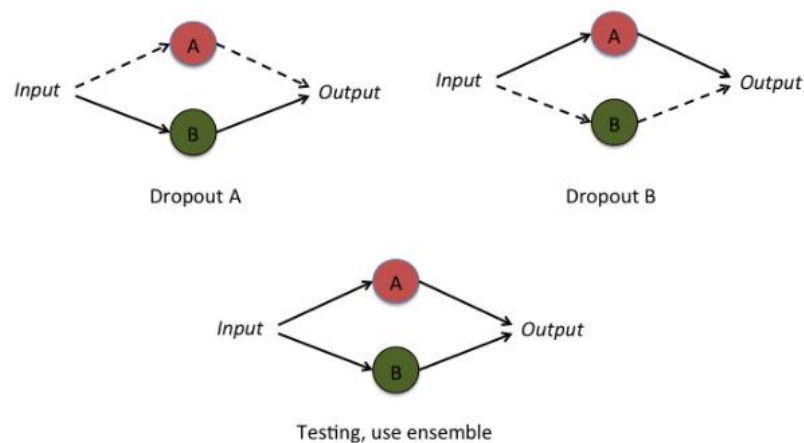 A
Input
Output
B
Dropout A
A
Input
Output
B
Dropout B
A
Input
Output
B
Testing, use ensemble